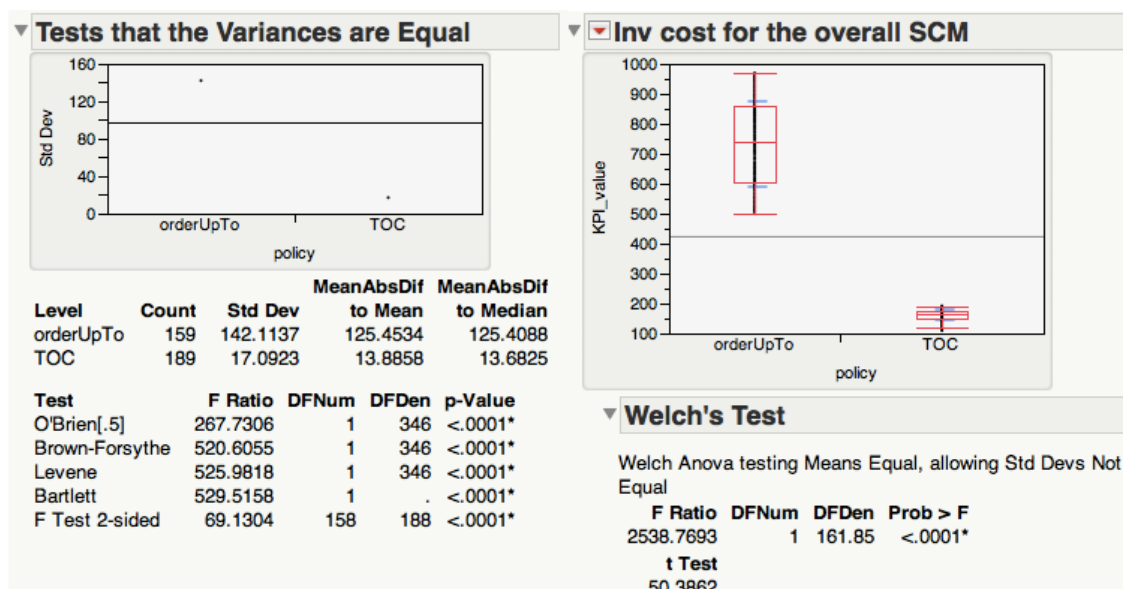 Tests that the Variances are Equal
160
120
80
40
0
Std Dev
orderUpTo TOC
policy
MeanAbsDif MeanAbsDif
Level Count Std Dev to Mean to Median
orderUpTo 159 142.1137 125.4534 125.4088
TOC 189 17.0923 13.8858 13.6825
Test F Ratio DFNum DFDen p-Value
O'Brien[.5] 267.7306 1 346 <.0001*
Brown-Forsythe 520.6055 1 346 <.0001*
Levene 525.9818 1 346 <.0001*
Bartlett 529.5158 1 . <.0001*
F Test 2-sided 69.1304 158 188 <.0001*
Inv cost for the overall SCM
1000
900
800
700
600
500
400
300
200
100
KPI_value
orderUpTo TOC
policy
Welch's Test
Welch Anova testing Means Equal, allowing Std Devs Not
Equal
F Ratio DFNum DFDen Prob > F
2538.7693 1 161.85 <.0001*
t Test
50.3862